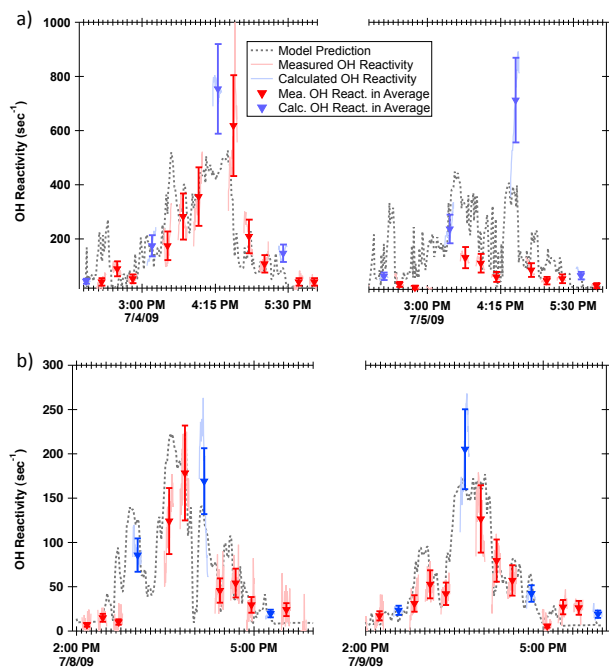 a)
1000
800
600
400
200
OH Reactivity (sec-1)
Model Prediction
Measured OH Reactivity
Calculated OH Reactivity
Mea. OH React. in Average
Calc. OH React. in Average
3:00 PM 4:15 PM 5:30 PM
7/4/09
3:00 PM 4:15 PM 5:30 PM
7/5/09
b)
300
250
200
150
100
50
0
OH Reactivity (sec-1)
2:00 PM 5:00 PM
7/8/09
2:00 PM 5:00 PM
7/9/09